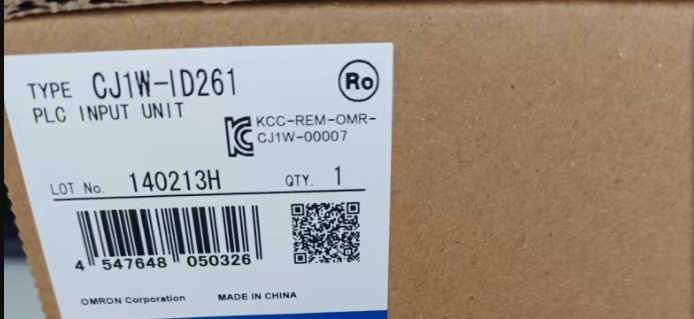 TYPE CJ1W-ID261
Ro
PLC INPUT UNIT
KCC-REM-OMR-
CJ1W-00007
LOT No. 140213H QTY. 1
4 547648 050326
OMRON Corporation MADE IN CHINA